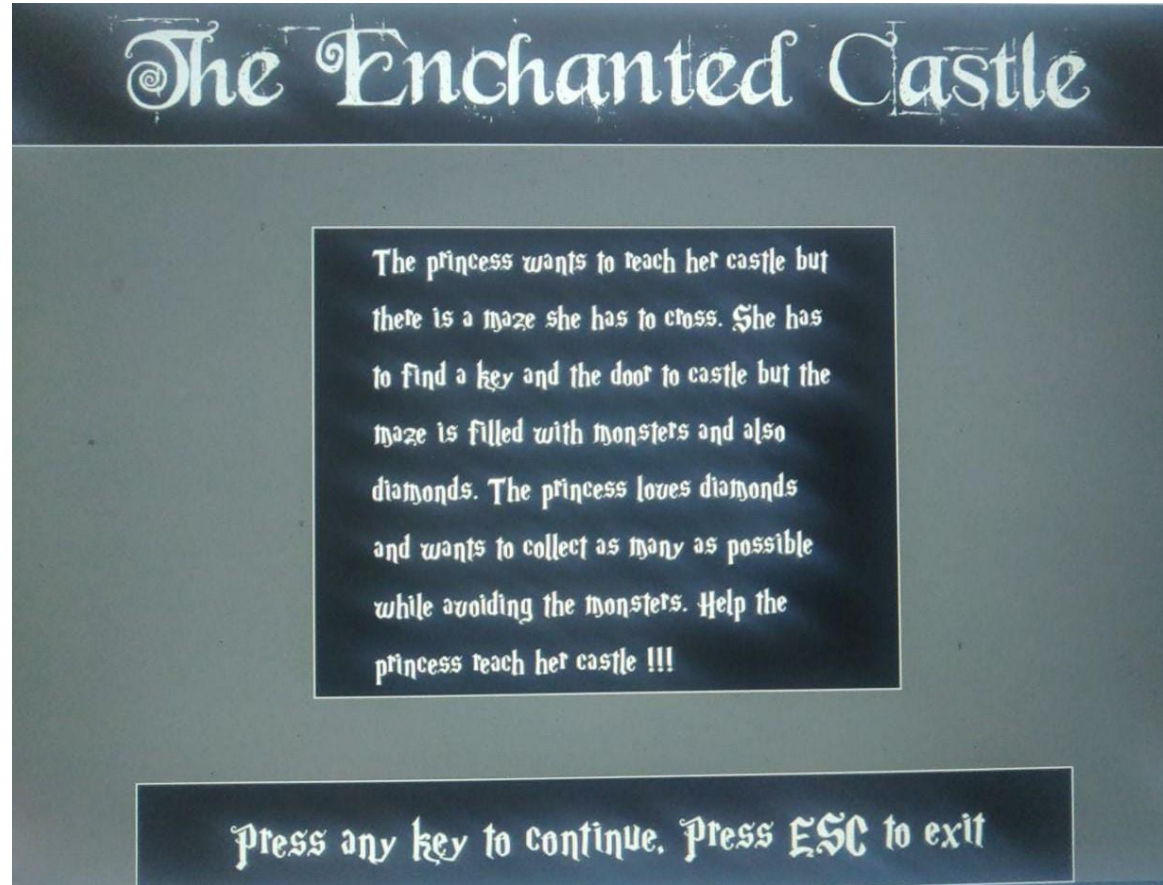 The Enchanted Castle
The princess wants to reach her castle but
there is a maze she has to cross. She has
to find a key and the door to castle but the
maze is filled with monsters and also
diamonds. The princess loves diamonds
and wants to collect as many as possible
while avoiding the monsters. Help the
princess reach her castle !!!
Press any key to continue. Press ESC to exit